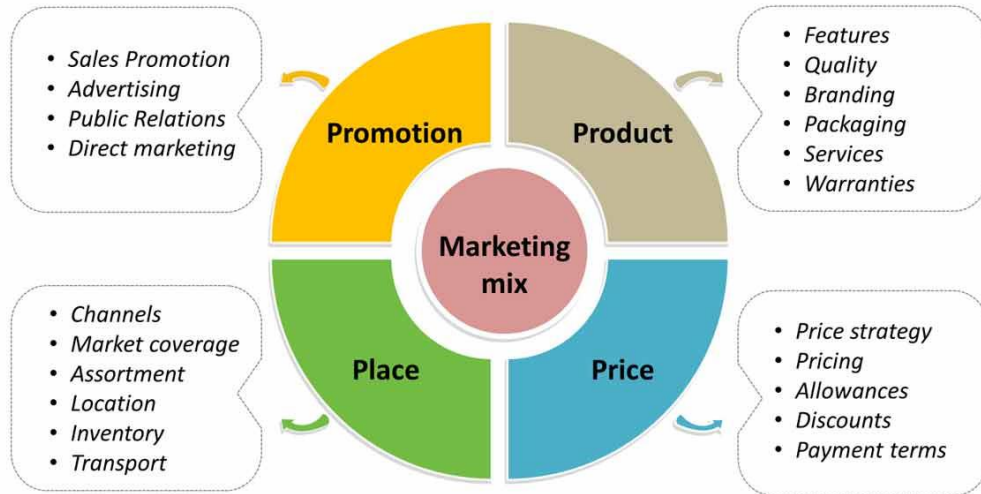 • Sales Promotion
• Advertising
• Public Relations
• Direct marketing
Promotion
Product
• Features
• Quality
• Branding
• Packaging
• Services
• Warranties
Marketing
mix
• Channels
• Market coverage
• Assortment
• Location
• Inventory
• Transport
Place
Price
• Price strategy
• Pricing
• Allowances
• Discounts
• Payment terms